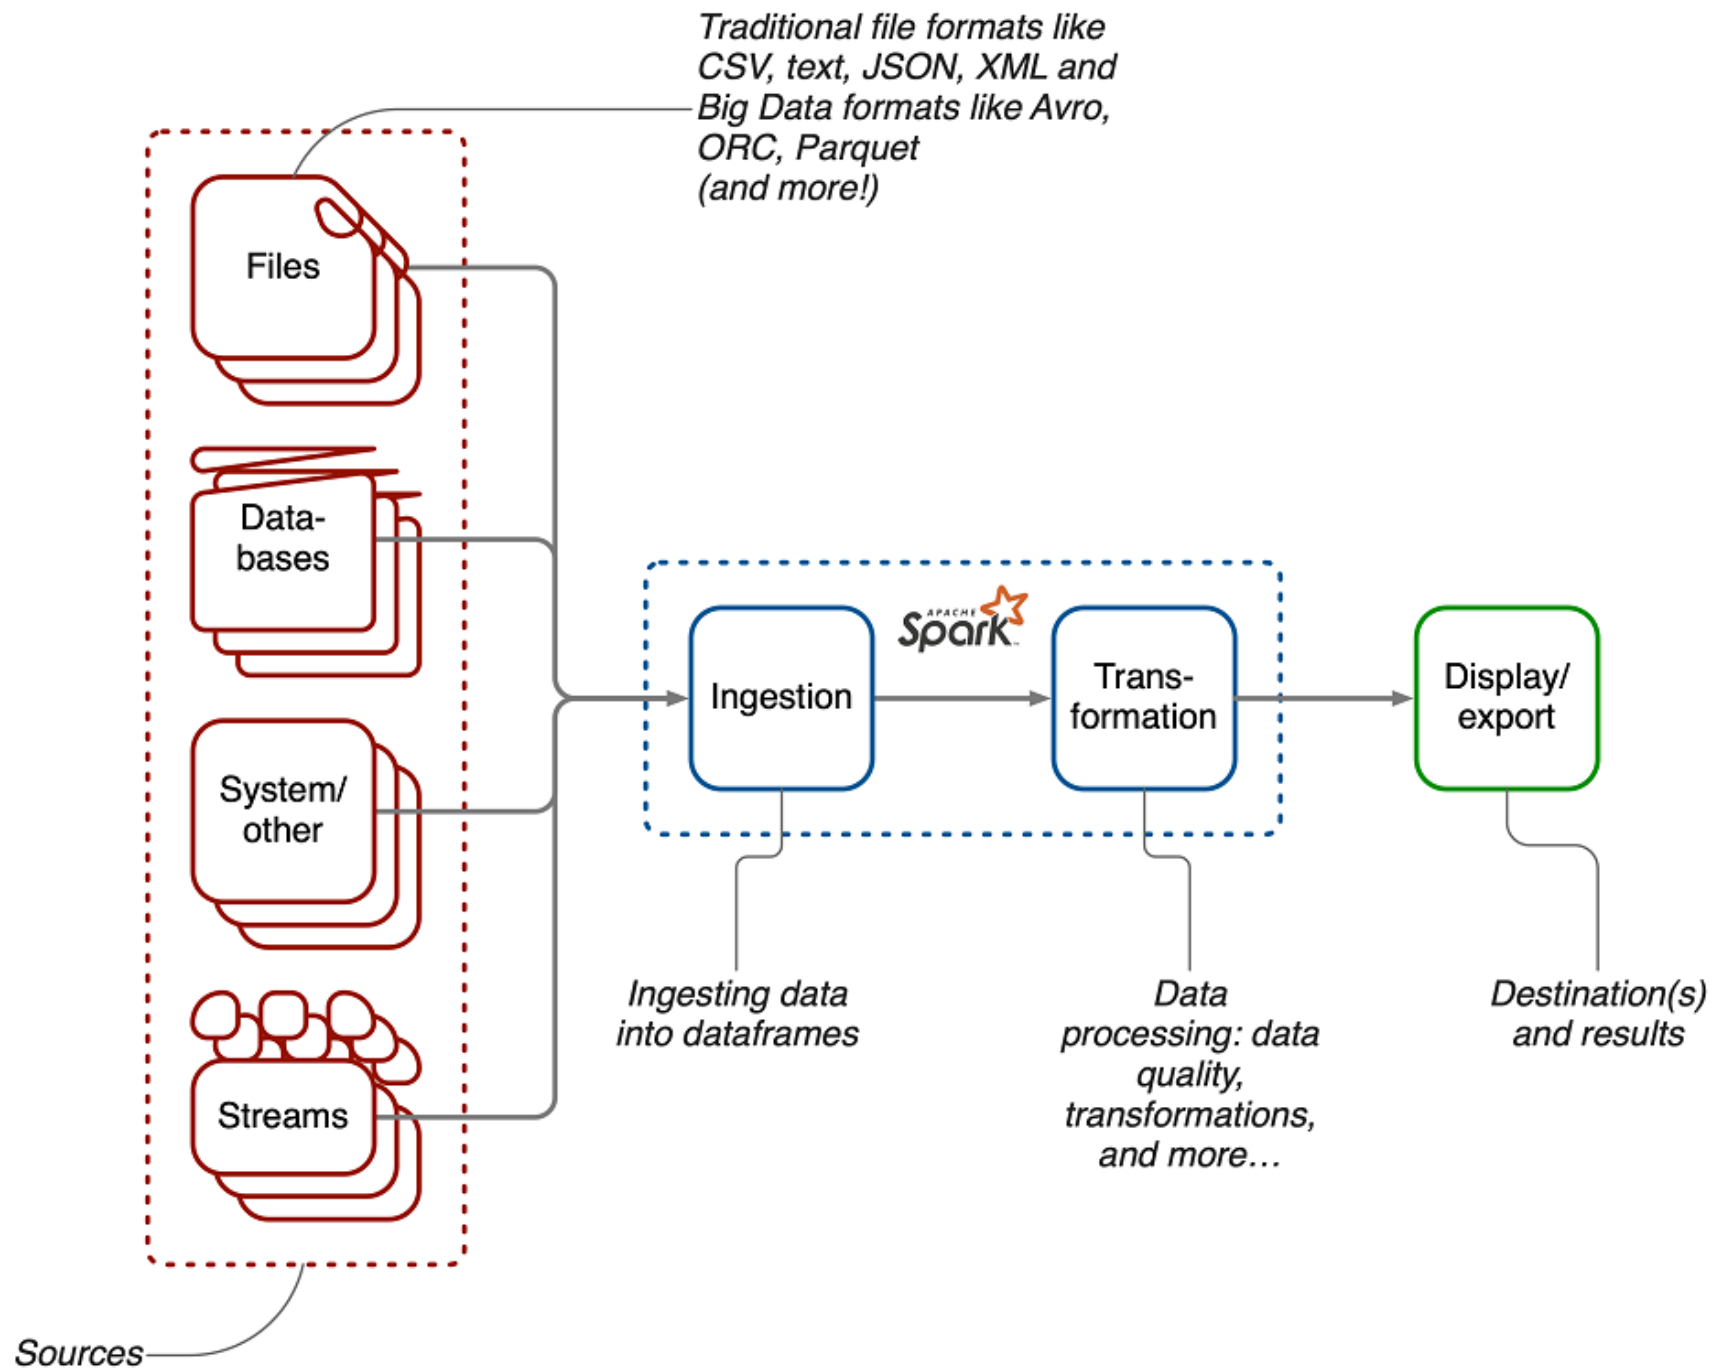 Traditional file formats like
CSV, text, JSON, XML and
Big Data formats like Avro,
ORC, Parquet
(and more!)
Files
Data-
bases
System/
other
Streams
Sources
APACHE
Spark™
Ingestion
Trans-
formation
Display/
export
Ingesting data
into dataframes
Data
processing: data
quality,
transformations,
and more…
Destination(s)
and results